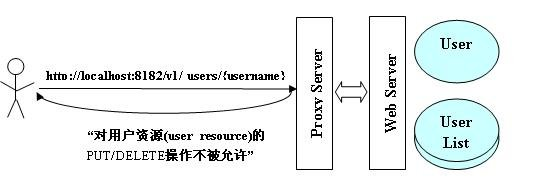 http://localhost:8182/v1/ users/{username}
“对用户资源(user resource)的
PUT/DELETE操作不被允许”
Proxy Server
Web Server
User
User
List